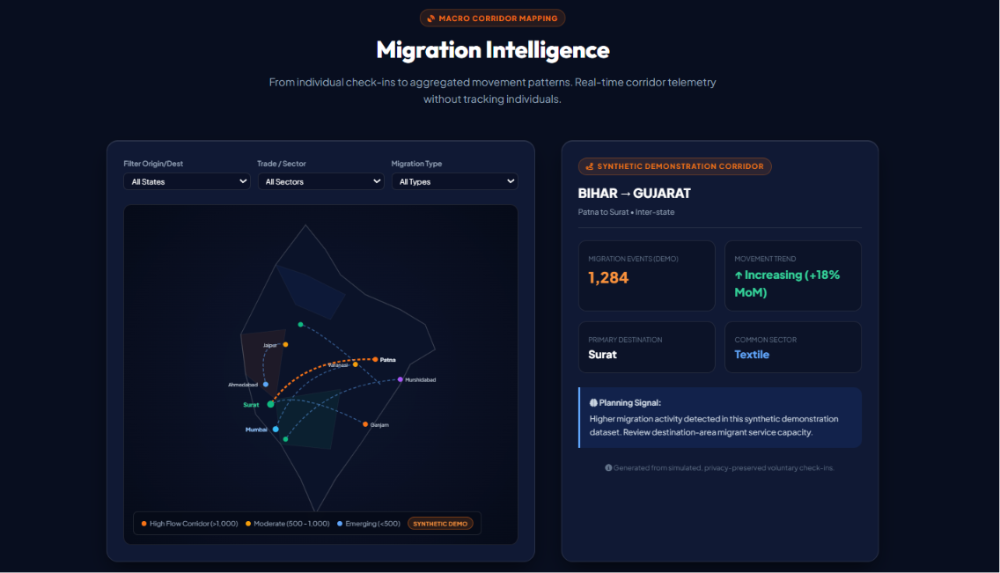 MACRO CORRIDOR MAPPING
Migration Intelligence
From individual check-ins to aggregated movement patterns. Real-time corridor telemetry
without tracking individuals.
Filter Origin/Dest
Trade / Sector
Migration Type
All States
All Sectors
All Types
Jaipur
Patna
Varanasi
Murshidabad
Ahmedabad
Surat
Ganjam
Mumbai
High Flow Corridor (>1,000)
Moderate (500 - 1,000)
Emerging (<500)
SYNTHETIC DEMO
SYNTHETIC DEMONSTRATION CORRIDOR
BIHAR → GUJARAT
Patna to Surat • Inter-state
MIGRATION EVENTS (DEMO)
1,284
MOVEMENT TREND
↑ Increasing (+18%
MoM)
PRIMARY DESTINATION
Surat
COMMON SECTOR
Textile
Planning Signal:
Higher migration activity detected in this synthetic demonstration
dataset. Review destination-area migrant service capacity.
Generated from simulated, privacy-preserved voluntary check-ins.